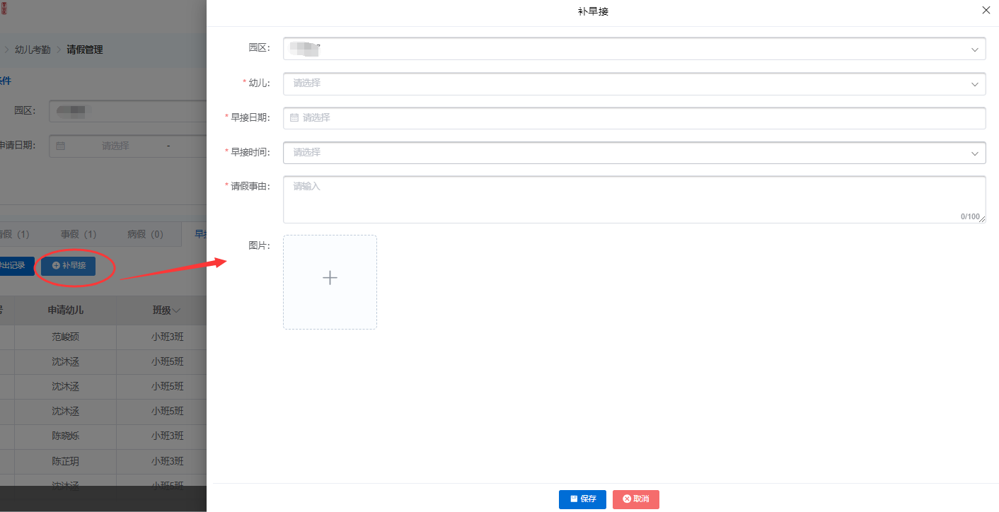 补早接
幼儿考勤
请假管理
件
园区:
申请日期:
请选择
-
假（1）
事假（1）
病假（0）
早接
出记录
补早接
申请幼儿
班级
范峻硕
小班3班
沈沐涵
小班5班
沈沐涵
小班5班
沈沐涵
小班5班
陈晓烁
小班3班
陈芷玥
小班3班
沈沐涵
小班5班
园区:
* 幼儿:
请选择
* 早接日期:
请选择
* 早接时间:
请选择
* 请假事由:
请输入
0/100
图片:
保存
取消